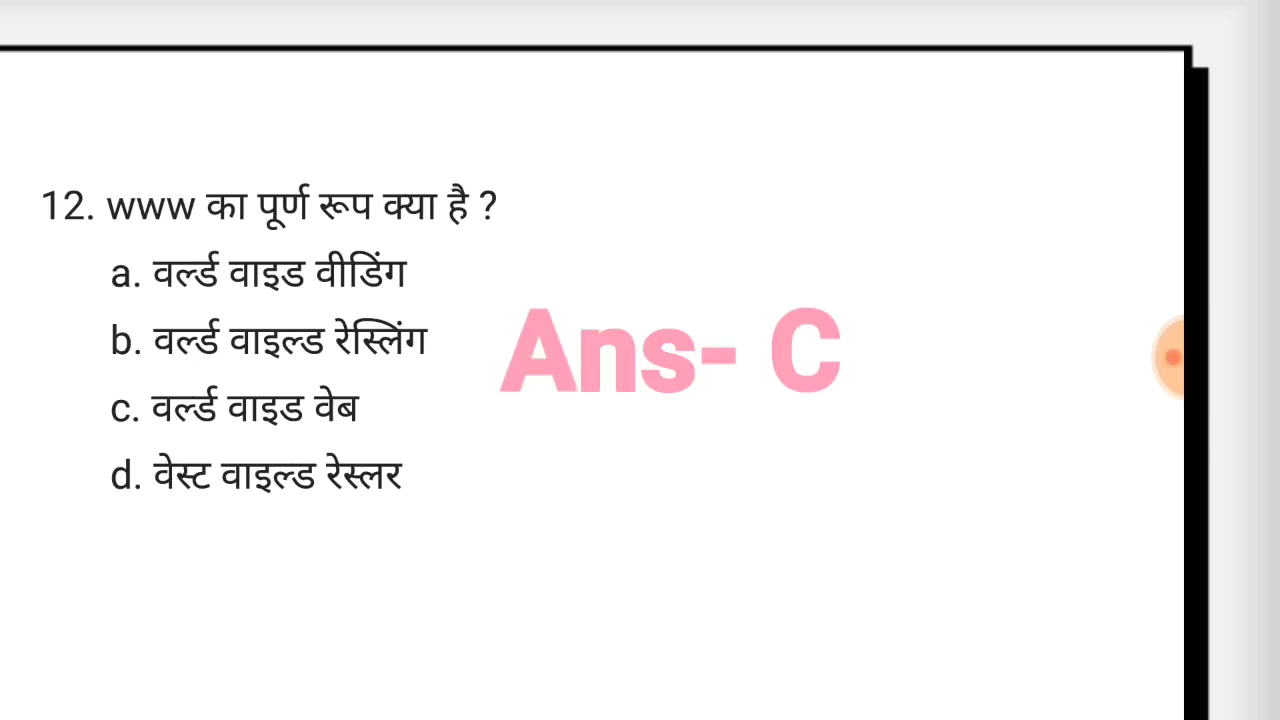 12. www का पूर्ण रूप क्या है ?
a. वर्ल्ड वाइड वीडिंग
b. वर्ल्ड वाइल्ड रेस्लिंग
Ans- C
c. वर्ल्ड वाइड वेब
d. वेस्ट वाइल्ड रेस्लर